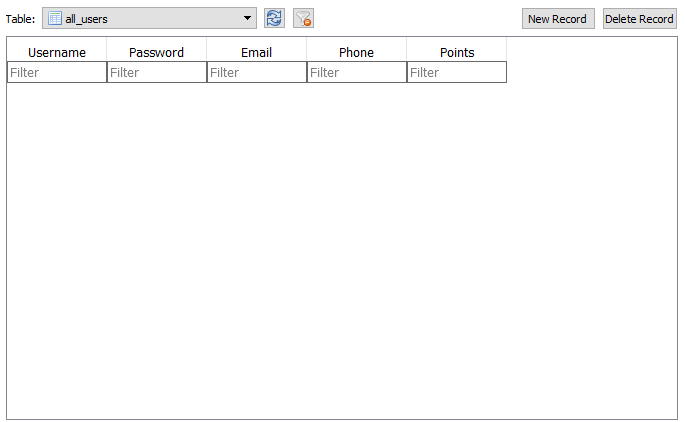 Table: all_users New Record Delete Record
Username Password Email Phone Points
Filter Filter Filter Filter Filter